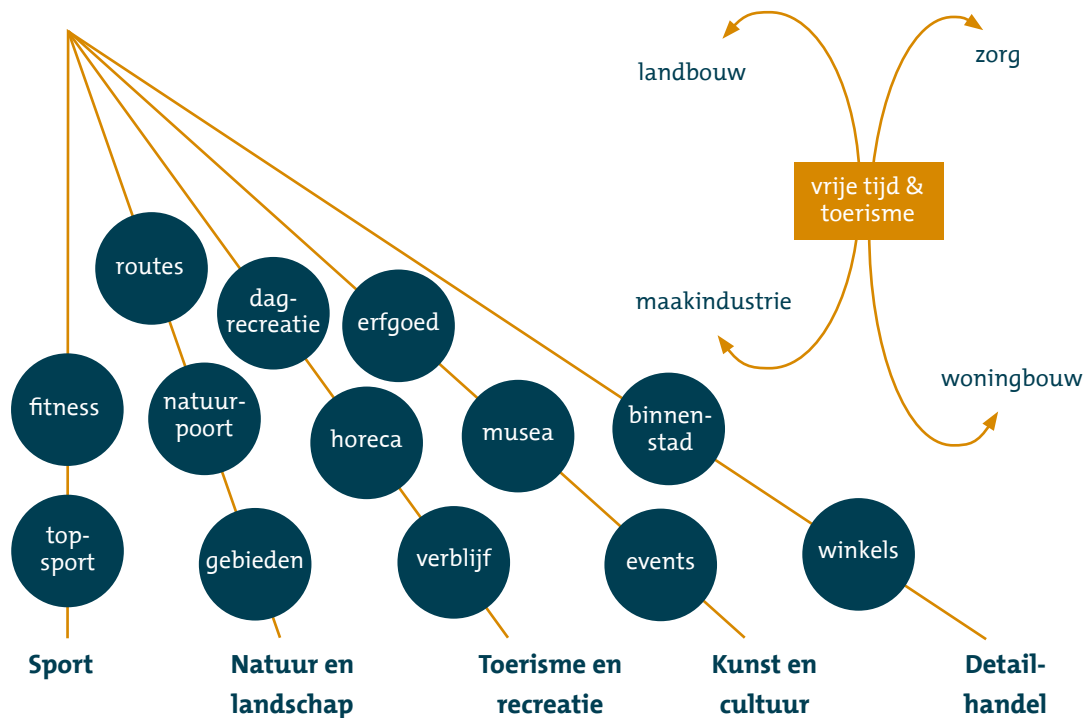 landbouw
zorg
vrije tijd &
toerisme
maakindustrie
woningbouw
routes
dag-
recreatie
erfgoed
fitness
natuur-
poort
horeca
musea
binnen-
stad
top-
sport
gebieden
verblijf
events
winkels
Sport
Natuur en
landschap
Toerisme en
recreatie
Kunst en
cultuur
Detail-
handel